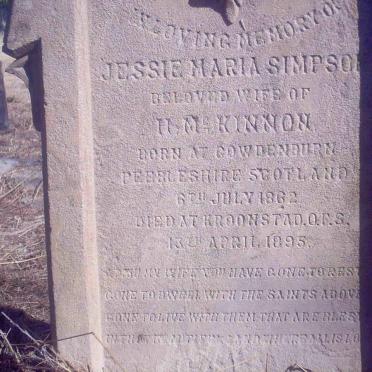 IN LOVING MEMORY OF
JESSIE MARIA SIMPSO
BELOVED WIFE OF
H. McKINNON
BORN AT COWDENBURN
PEEBLESHIRE SCOTLAND
6TH JULY 1862
DIED AT KROONSTAD, O.F.S.
13TH APRIL 1895.
MY WIFE YOU HAVE GONE TO REST
GONE TO DWELL WITH THE SAINTS ABOVE
GONE TO LIVE WITH THEM THAT ARE BLEST